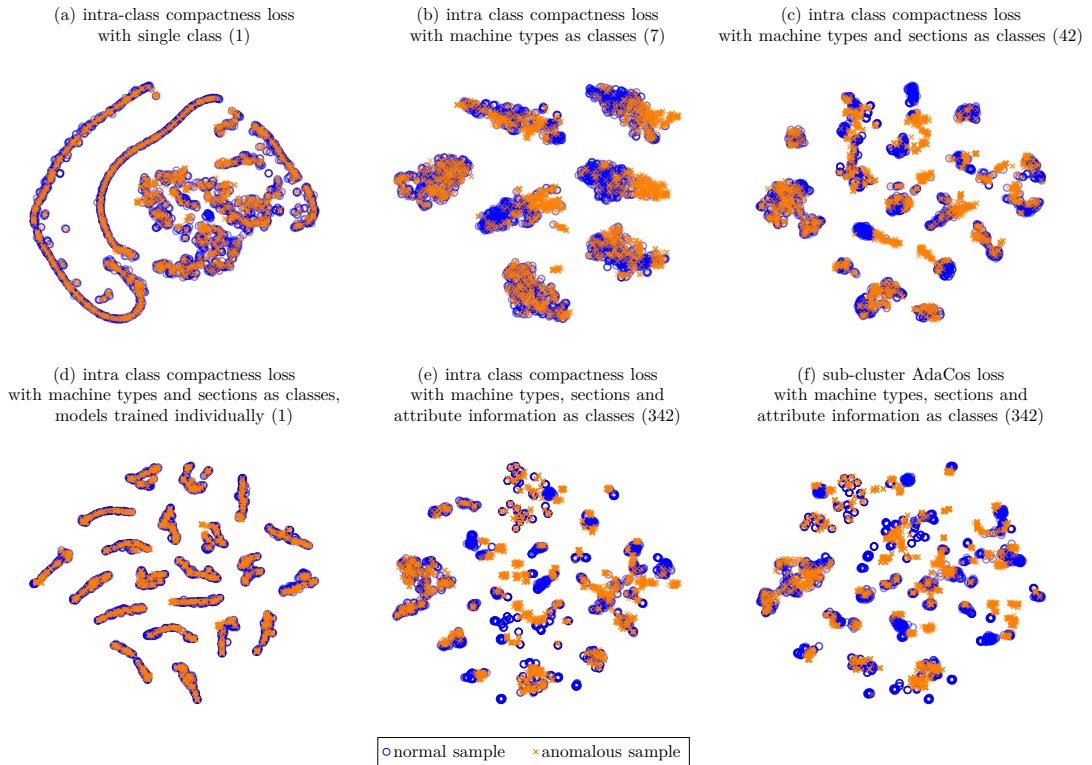 (a) intra-class compactness loss
with single class (1)
(b) intra class compactness loss
with machine types as classes (7)
(c) intra class compactness loss
with machine types and sections as classes (42)
(d) intra class compactness loss
with machine types and sections as classes,
models trained individually (1)
(e) intra class compactness loss
with machine types, sections and
attribute information as classes (342)
(f) sub-cluster AdaCos loss
with machine types, sections and
attribute information as classes (342)
normal sample
anomalous sample